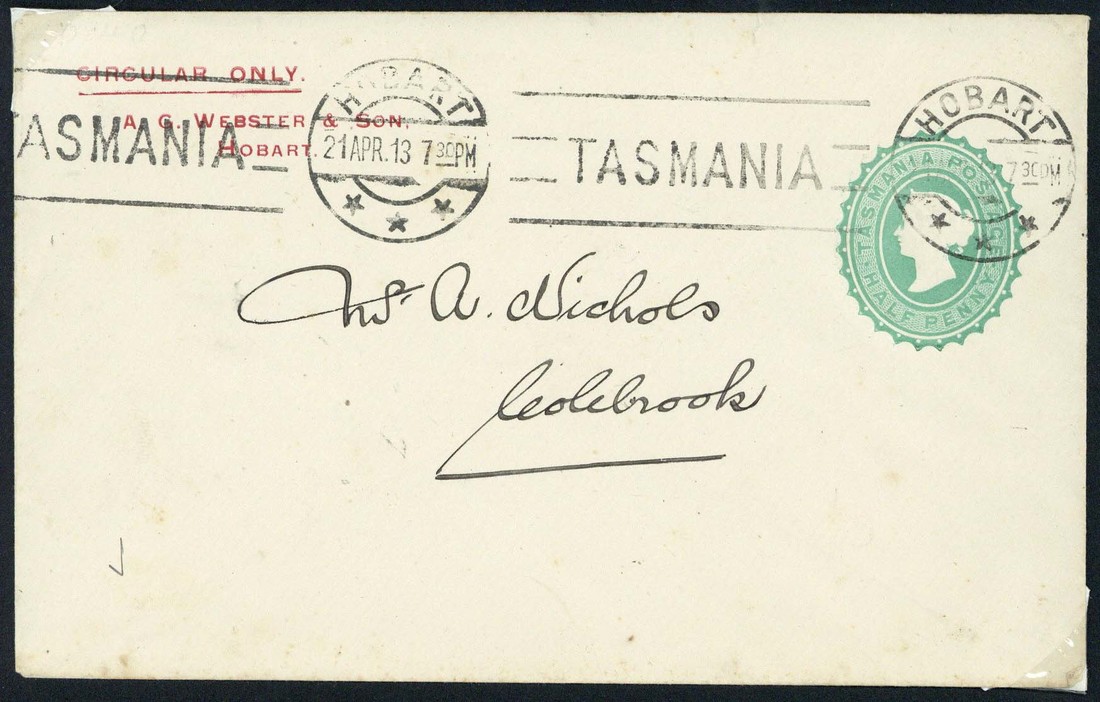 CIRCULAR ONLY.
A. G. WEBSTER & SON,
HOBART.
TASMANIA
HOBART
21 APR. 13 7 30 PM
TASMANIA
HOBART
7 30 PM
TASMANIA POSTAGE
HALF PENNY
Mr A. Nichols
Colebrook